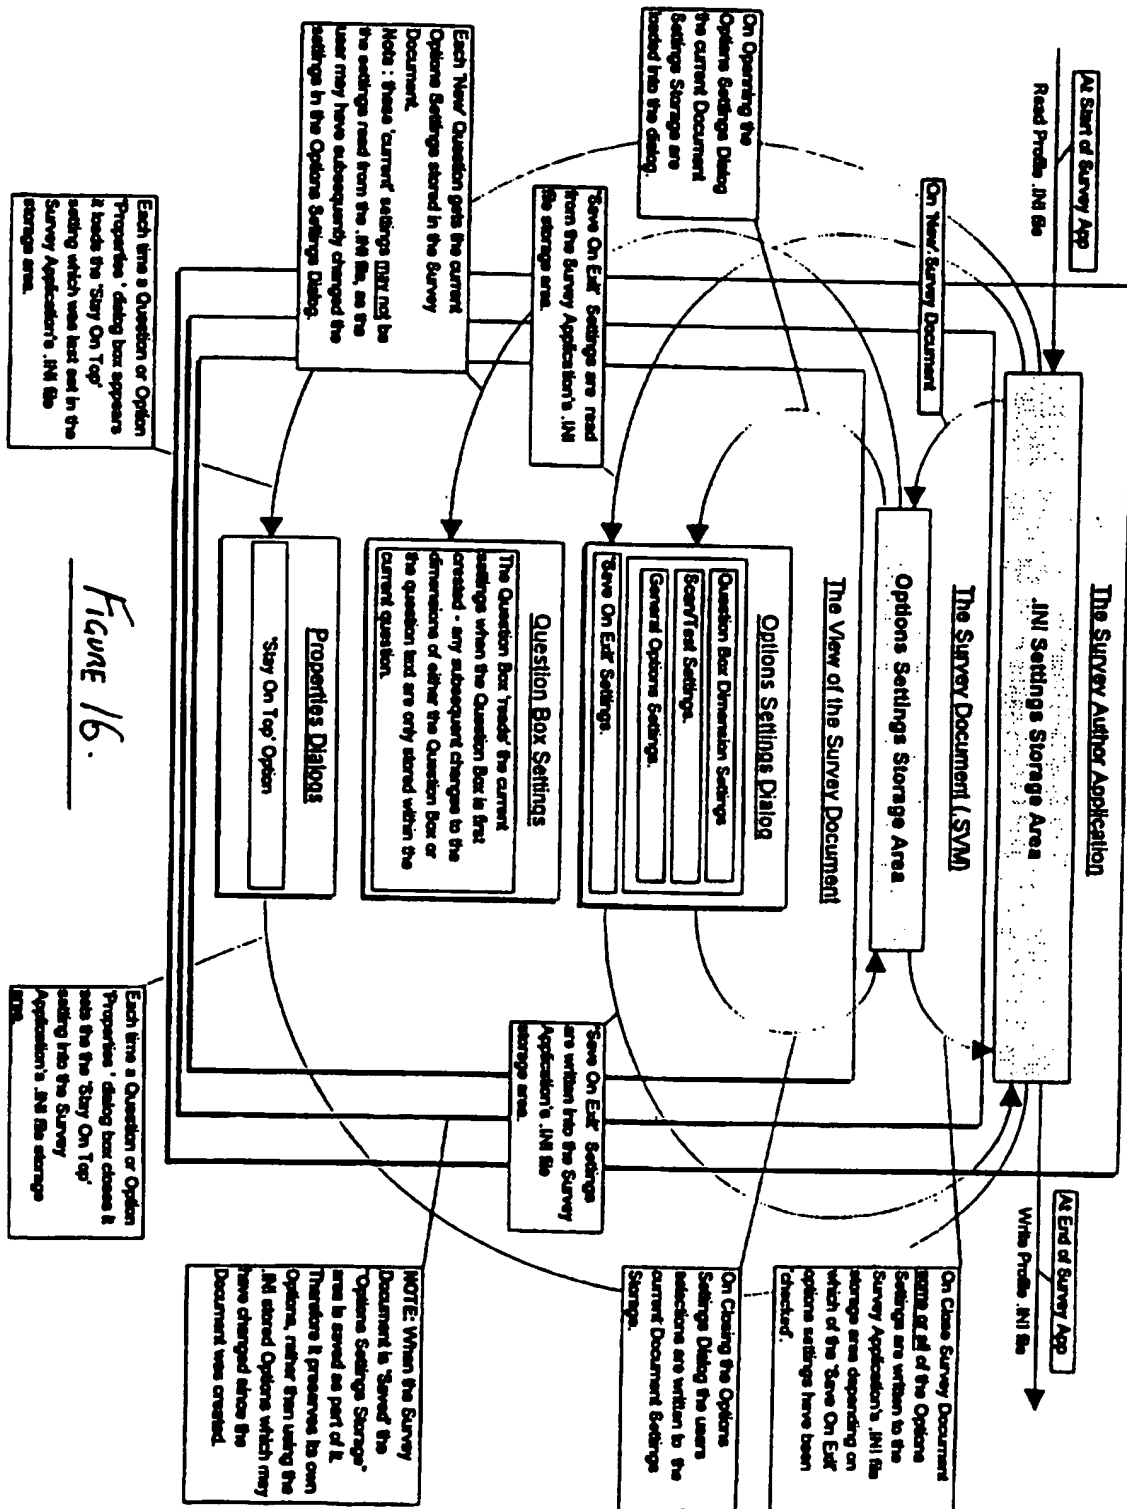 At Start of Survey App
Read Profile .INI file
The Survey Author Application
.INI Settings Storage Area
At End of Survey App
Write Profile .INI file
On 'New' Survey Document
The Survey Document (.SVM)
Options Settings Storage Area
On Close Survey Document
some or all of the Options
Settings are written to the
Survey Application's .INI file
storage area depending on
which of the 'Save On Exit'
options settings have been
'checked'.
On Openning the
Options Settings Dialog
the current Document
Settings Storage are
loaded into the dialog.
The View of the Survey Document
Options Settings Dialog
Question Box Dimension Settings
Scan/Test Settings.
General Options Settings.
'Save On Exit' Settings.
On Closing the Options
Settings Dialog the users
selections are written to the
current Document Settings
Storage.
'Save On Exit' Settings are read
from the Survey Application's .INI
file storage area.
'Save On Exit' Settings
are written into the Survey
Application's .INI file
storage area.
Each 'New' Question gets the current
Options Settings stored in the Survey
Document.
Note : these 'current' settings may not be
the settings read from the .INI file, as the
user may have subsequently changed the
settings in the Options Settings Dialog.
Question Box Settings
The Question Box 'reads' the current
settings when the Question Box is first
created - any subsequent changes to the
dimensions of either the Question Box or
the question text are only stored within the
current question.
NOTE: When the Survey
Document is 'Saved' the
"Options Settings Storage"
area is saved as part of it.
Therefore it preserves its own
Options, rather then using the
.INI stored Options which may
have changed since the
Document was created.
Properties Dialogs
'Stay On Top' Option
Each time a Question or Option
'Properties ' dialog box appears
it loads the 'Stay On Top'
setting which was last set in the
Survey Application's .INI file
storage area.
Each time a Question or Option
'Properties ' dialog box closes it
sets the the 'Stay On Top'
setting into the Survey
Application's .INI file storage
area.
FIGURE 16.